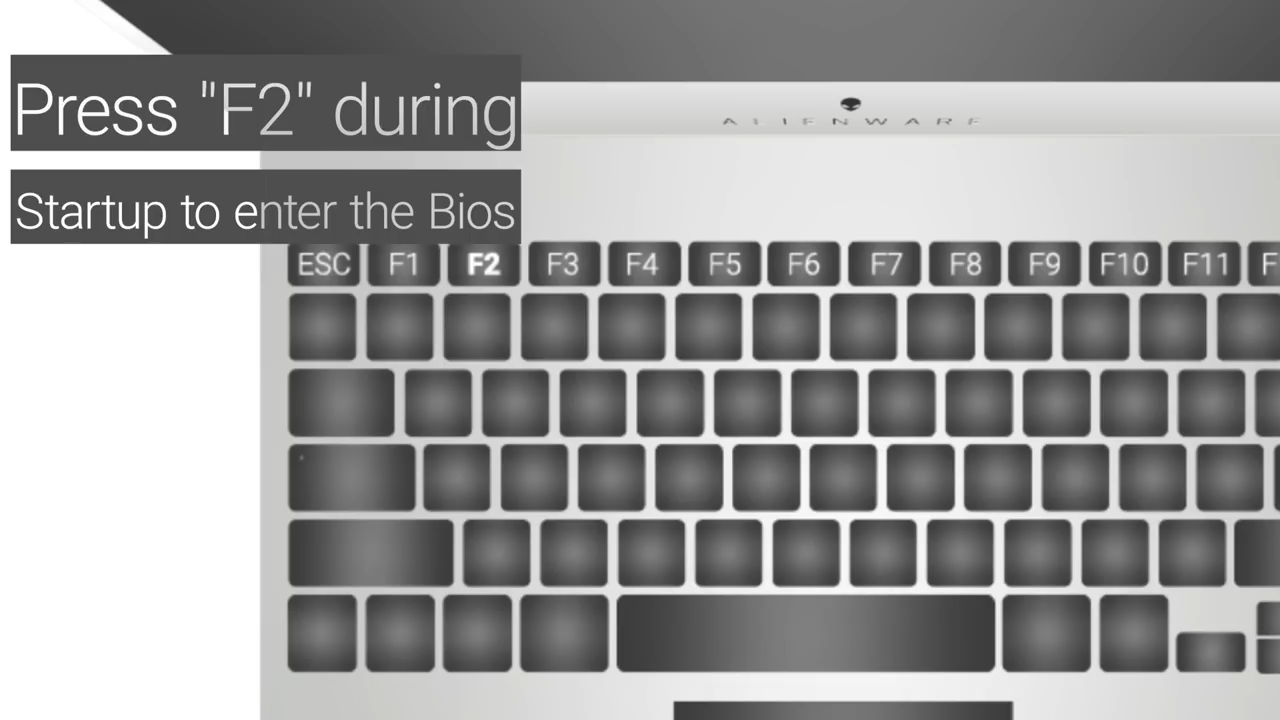 Press "F2" during
Startup to enter the Bios
ALIENWARE
ESC F1 F2 F3 F4 F5 F6 F7 F8 F9 F10 F11